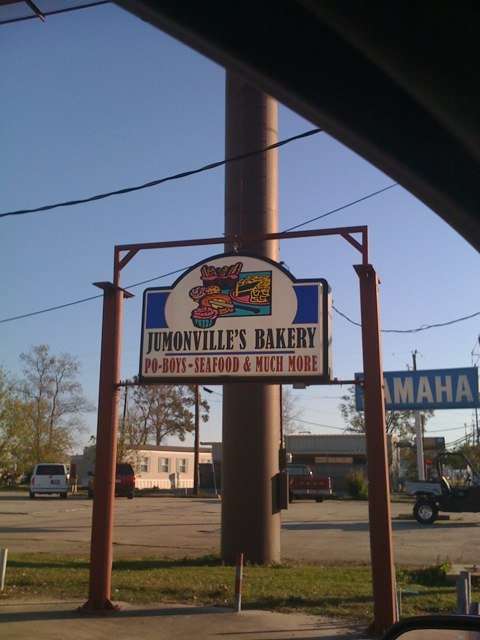 JUMONVILLE'S BAKERY
PO-BOYS - SEAFOOD & MUCH MORE
AMAHA